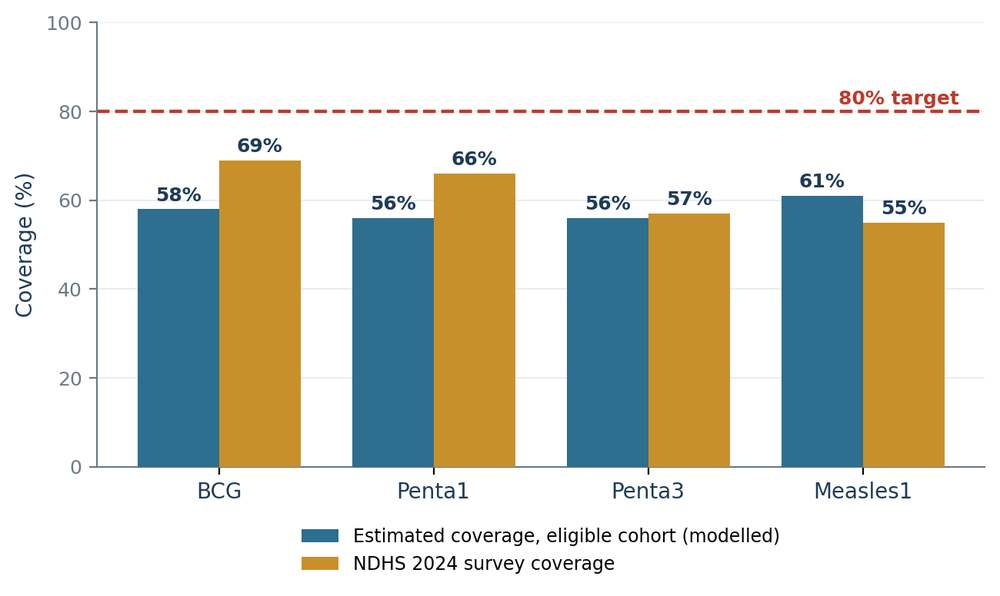 100
80% target
80
69%
66%
58%
56%
56%
57%
61%
55%
60
40
20
0
Coverage (%)
BCG
Penta1
Penta3
Measles1
Estimated coverage, eligible cohort (modelled)
NDHS 2024 survey coverage